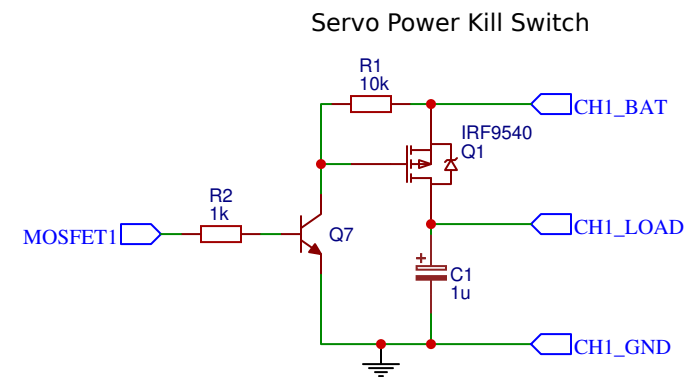 Servo Power Kill Switch
R1
10k
CH1_BAT
IRF9540
Q1
R2
1k
MOSFET1
Q7
CH1_LOAD
+
C1
1u
CH1_GND